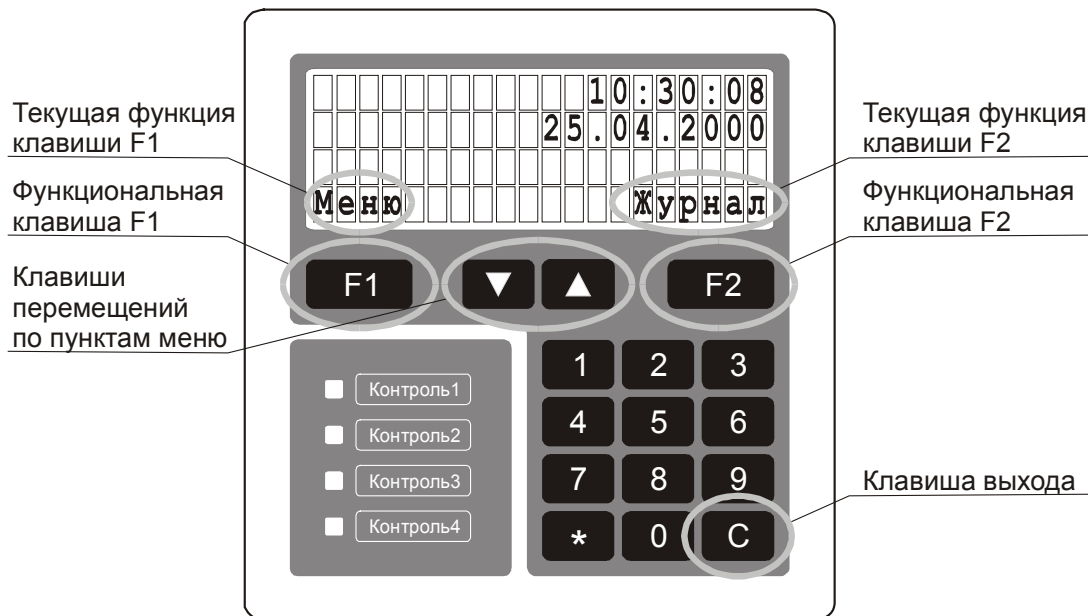 10:30:08
25.04.2000
Меню Журнал
Текущая функция
клавиши F1
Функциональная
клавиша F1
Клавиши
перемещений
по пунктам меню
Текущая функция
клавиши F2
Функциональная
клавиша F2
F1 ▼ ▲ F2
Контроль1
Контроль2
Контроль3
Контроль4
1 2 3
4 5 6
7 8 9
* 0 C
Клавиша выхода